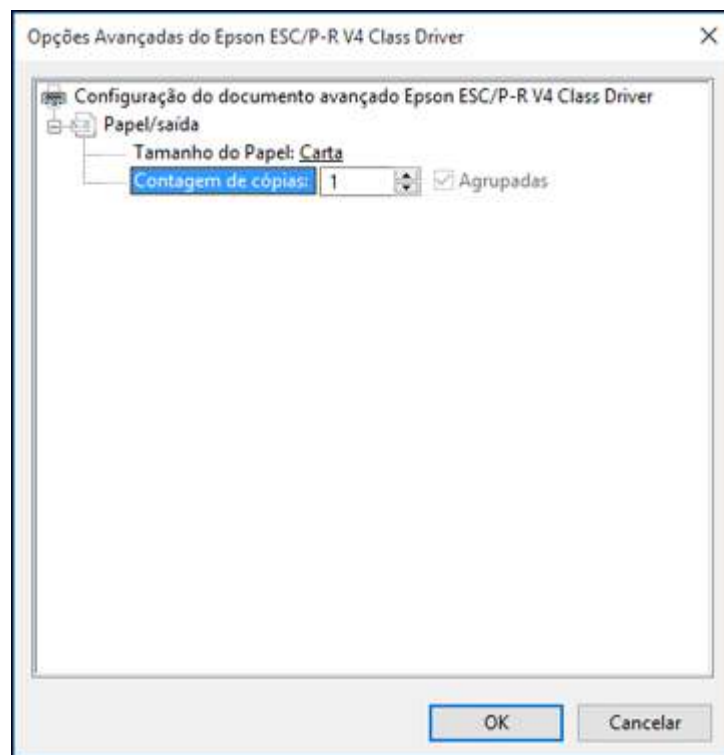 Opções Avançadas do Epson ESC/P-R V4 Class Driver
Configuração do documento avançado Epson ESC/P-R V4 Class Driver
Papel/saída
Tamanho do Papel: Carta
Contagem de cópias: 1 Agrupadas
OK Cancelar